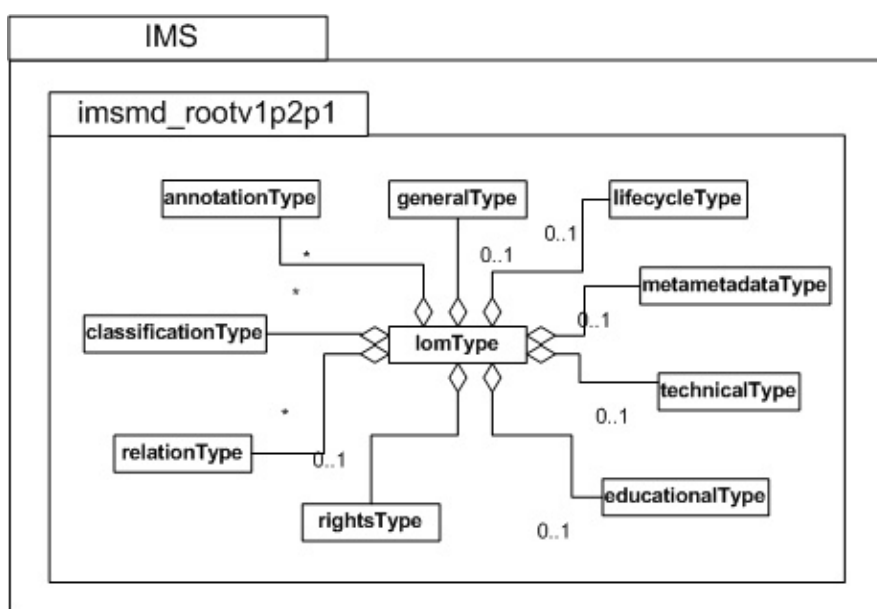 IMS
imsmd_rootv1p2p1
annotationType
generalType
lifecycleType
*
0..1
0..1
metametadataType
*
0..1
classificationType
lomType
technicalType
*
0..1
relationType
0..1
educationalType
rightsType
0..1